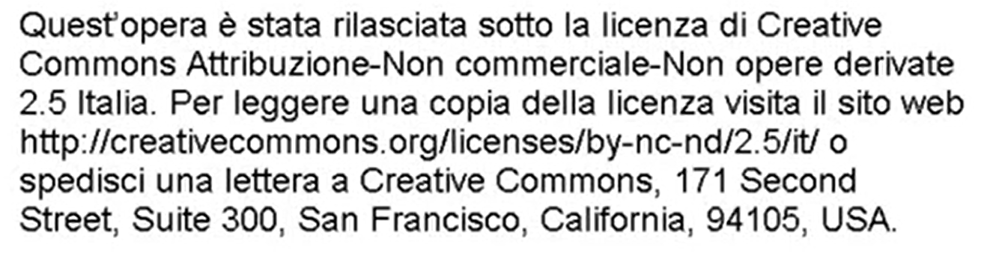 Quest'opera è stata rilasciata sotto la licenza di Creative
Commons Attribuzione-Non commerciale-Non opere derivate
2.5 Italia. Per leggere una copia della licenza visita il sito web
http://creativecommons.org/licenses/by-nc-nd/2.5/it/ o
spedisci una lettera a Creative Commons, 171 Second
Street, Suite 300, San Francisco, California, 94105, USA.